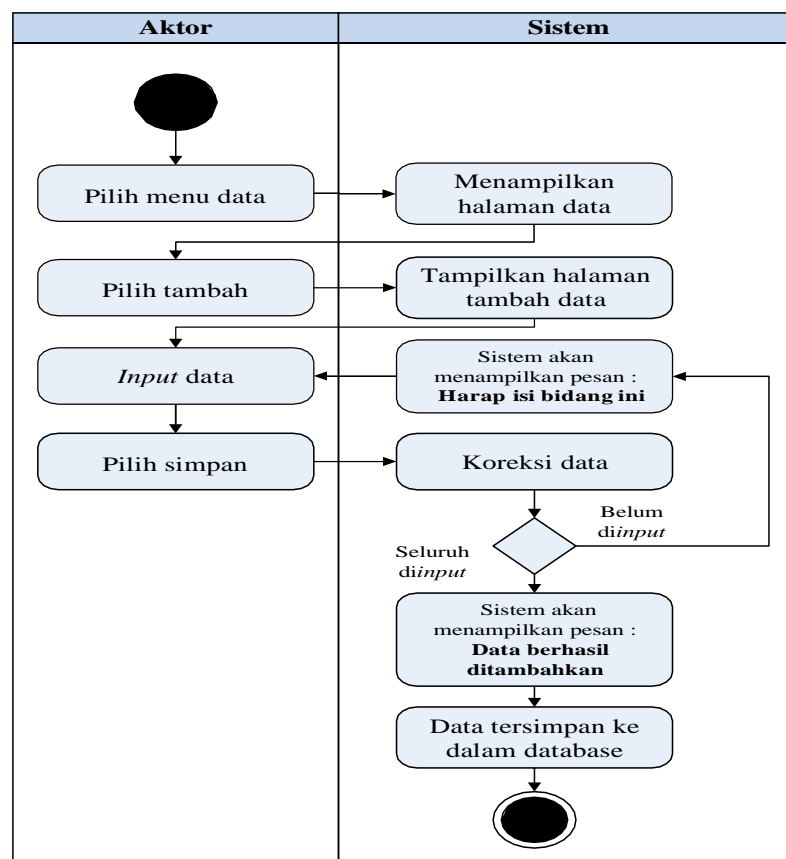 Aktor
Sistem
Pilih menu data
Menampilkan
halaman data
Pilih tambah
Tampilkan halaman
tambah data
Input data
Sistem akan
menampilkan pesan :
Harap isi bidang ini
Pilih simpan
Koreksi data
Belum
diinput
Seluruh
diinput
Sistem akan
menampilkan pesan :
Data berhasil
ditambahkan
Data tersimpan ke
dalam database